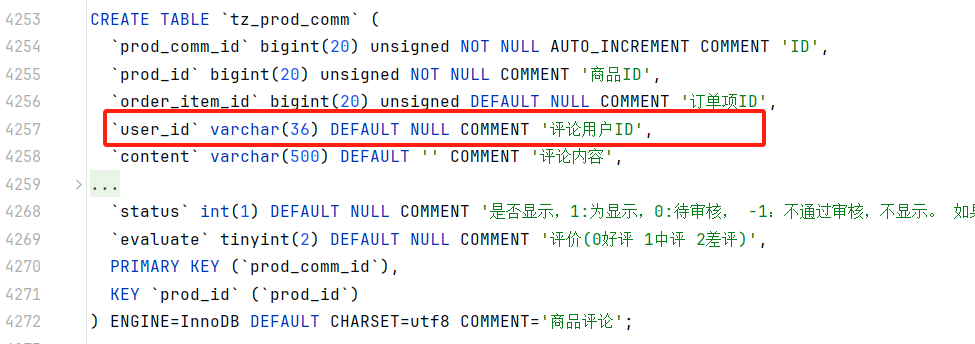 4253 CREATE TABLE `tz_prod_comm` (
4254 `prod_comm_id` bigint(20) unsigned NOT NULL AUTO_INCREMENT COMMENT 'ID',
4255 `prod_id` bigint(20) unsigned NOT NULL COMMENT '商品ID',
4256 `order_item_id` bigint(20) unsigned DEFAULT NULL COMMENT '订单项ID',
4257 `user_id` varchar(36) DEFAULT NULL COMMENT '评论用户ID',
4258 `content` varchar(500) DEFAULT '' COMMENT '评论内容',
4259 ...
4268 `status` int(1) DEFAULT NULL COMMENT '是否显示，1:为显示，0:待审核， -1：不通过审核，不显示。 如果
4269 `evaluate` tinyint(2) DEFAULT NULL COMMENT '评价(0好评 1中评 2差评)',
4270 PRIMARY KEY (`prod_comm_id`),
4271 KEY `prod_id` (`prod_id`)
4272 ) ENGINE=InnoDB DEFAULT CHARSET=utf8 COMMENT='商品评论';